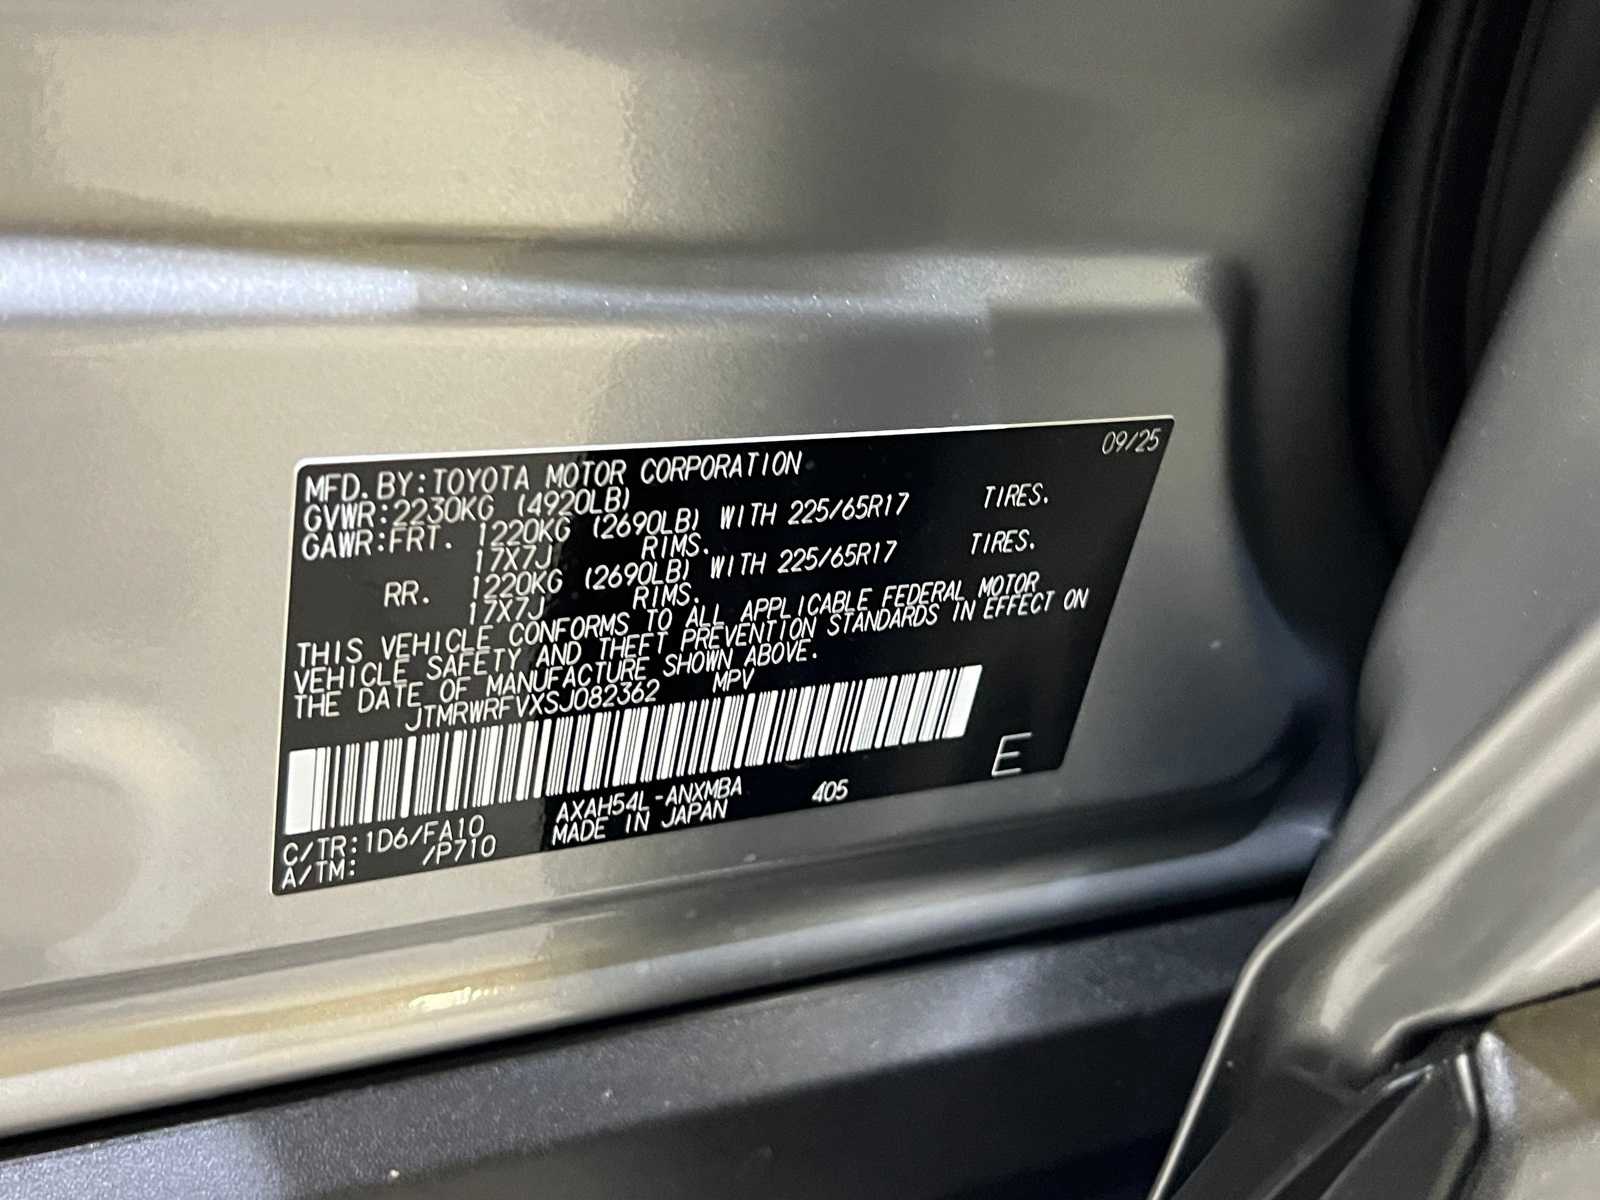 09/25
MFD. BY: TOYOTA MOTOR CORPORATION
GVWR: 2230KG (4920LB)
GAWR: FRT. 1220KG (2690LB) WITH 225/65R17 TIRES.
17X7J RIMS.
RR. 1220KG (2690LB) WITH 225/65R17 TIRES.
17X7J RIMS.
THIS VEHICLE CONFORMS TO ALL APPLICABLE FEDERAL MOTOR
VEHICLE SAFETY AND THEFT PREVENTION STANDARDS IN EFFECT ON
THE DATE OF MANUFACTURE SHOWN ABOVE.
JTMRWRFVXSJ082362 MPV
E
AXAH54L-ANXMBA 405
C/TR: 1D6/FA10 MADE IN JAPAN
A/TM: /P710